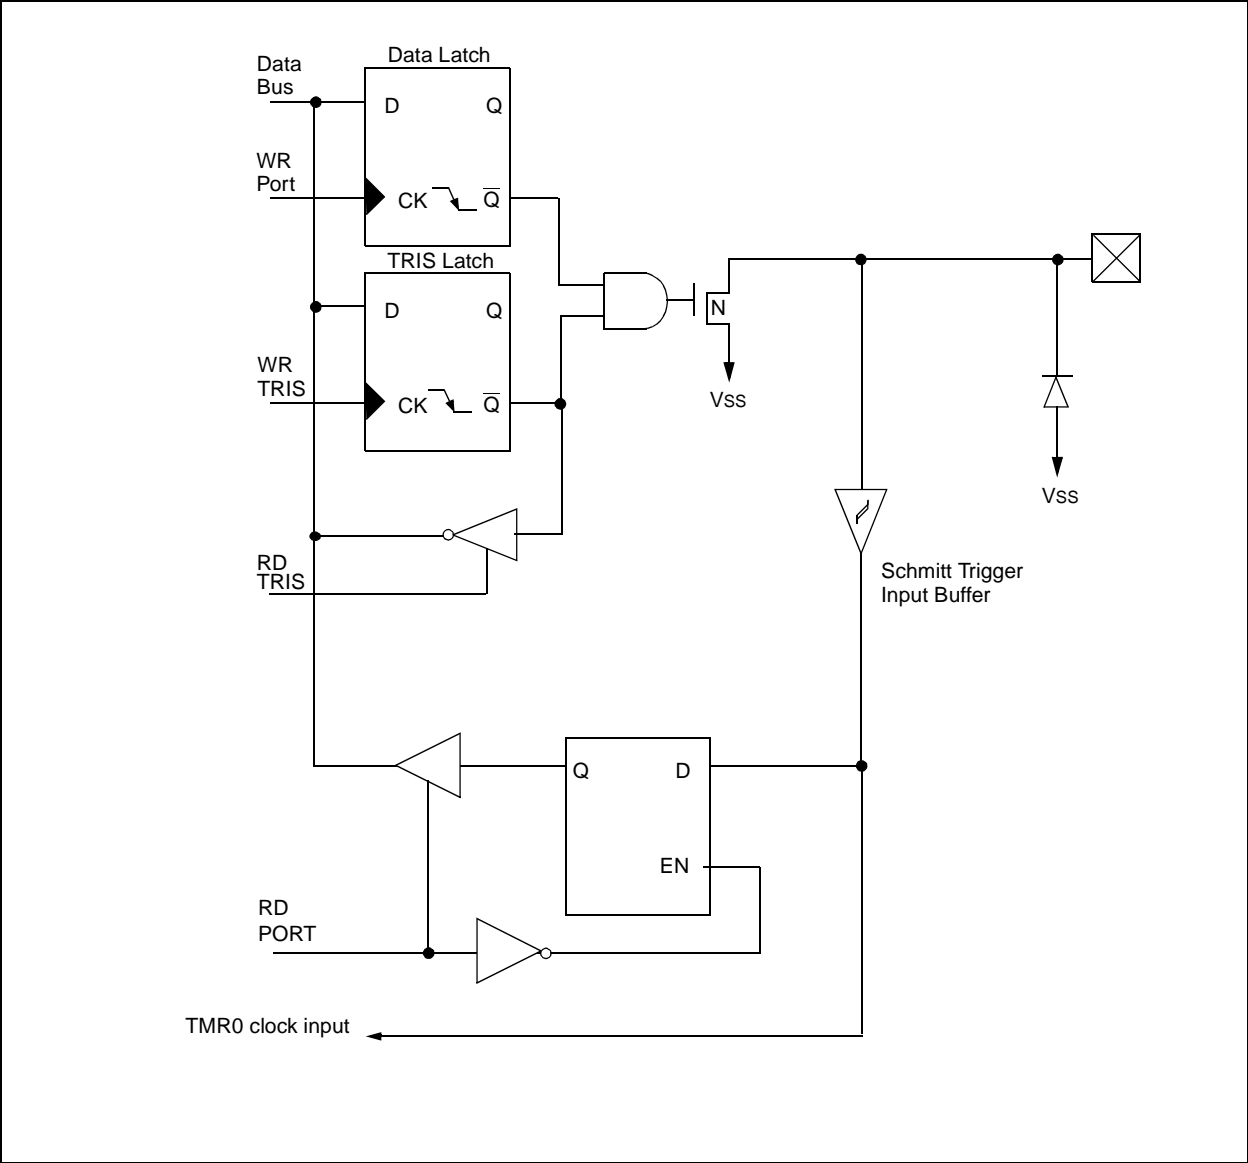 Data Latch
Data
Bus
D
Q
WR
Port
CK
Q̅
TRIS Latch
D
Q
N
WR
TRIS
CK
Q̅
VSS
VSS
RD
TRIS
Schmitt Trigger
Input Buffer
Q
D
EN
RD
PORT
TMR0 clock input